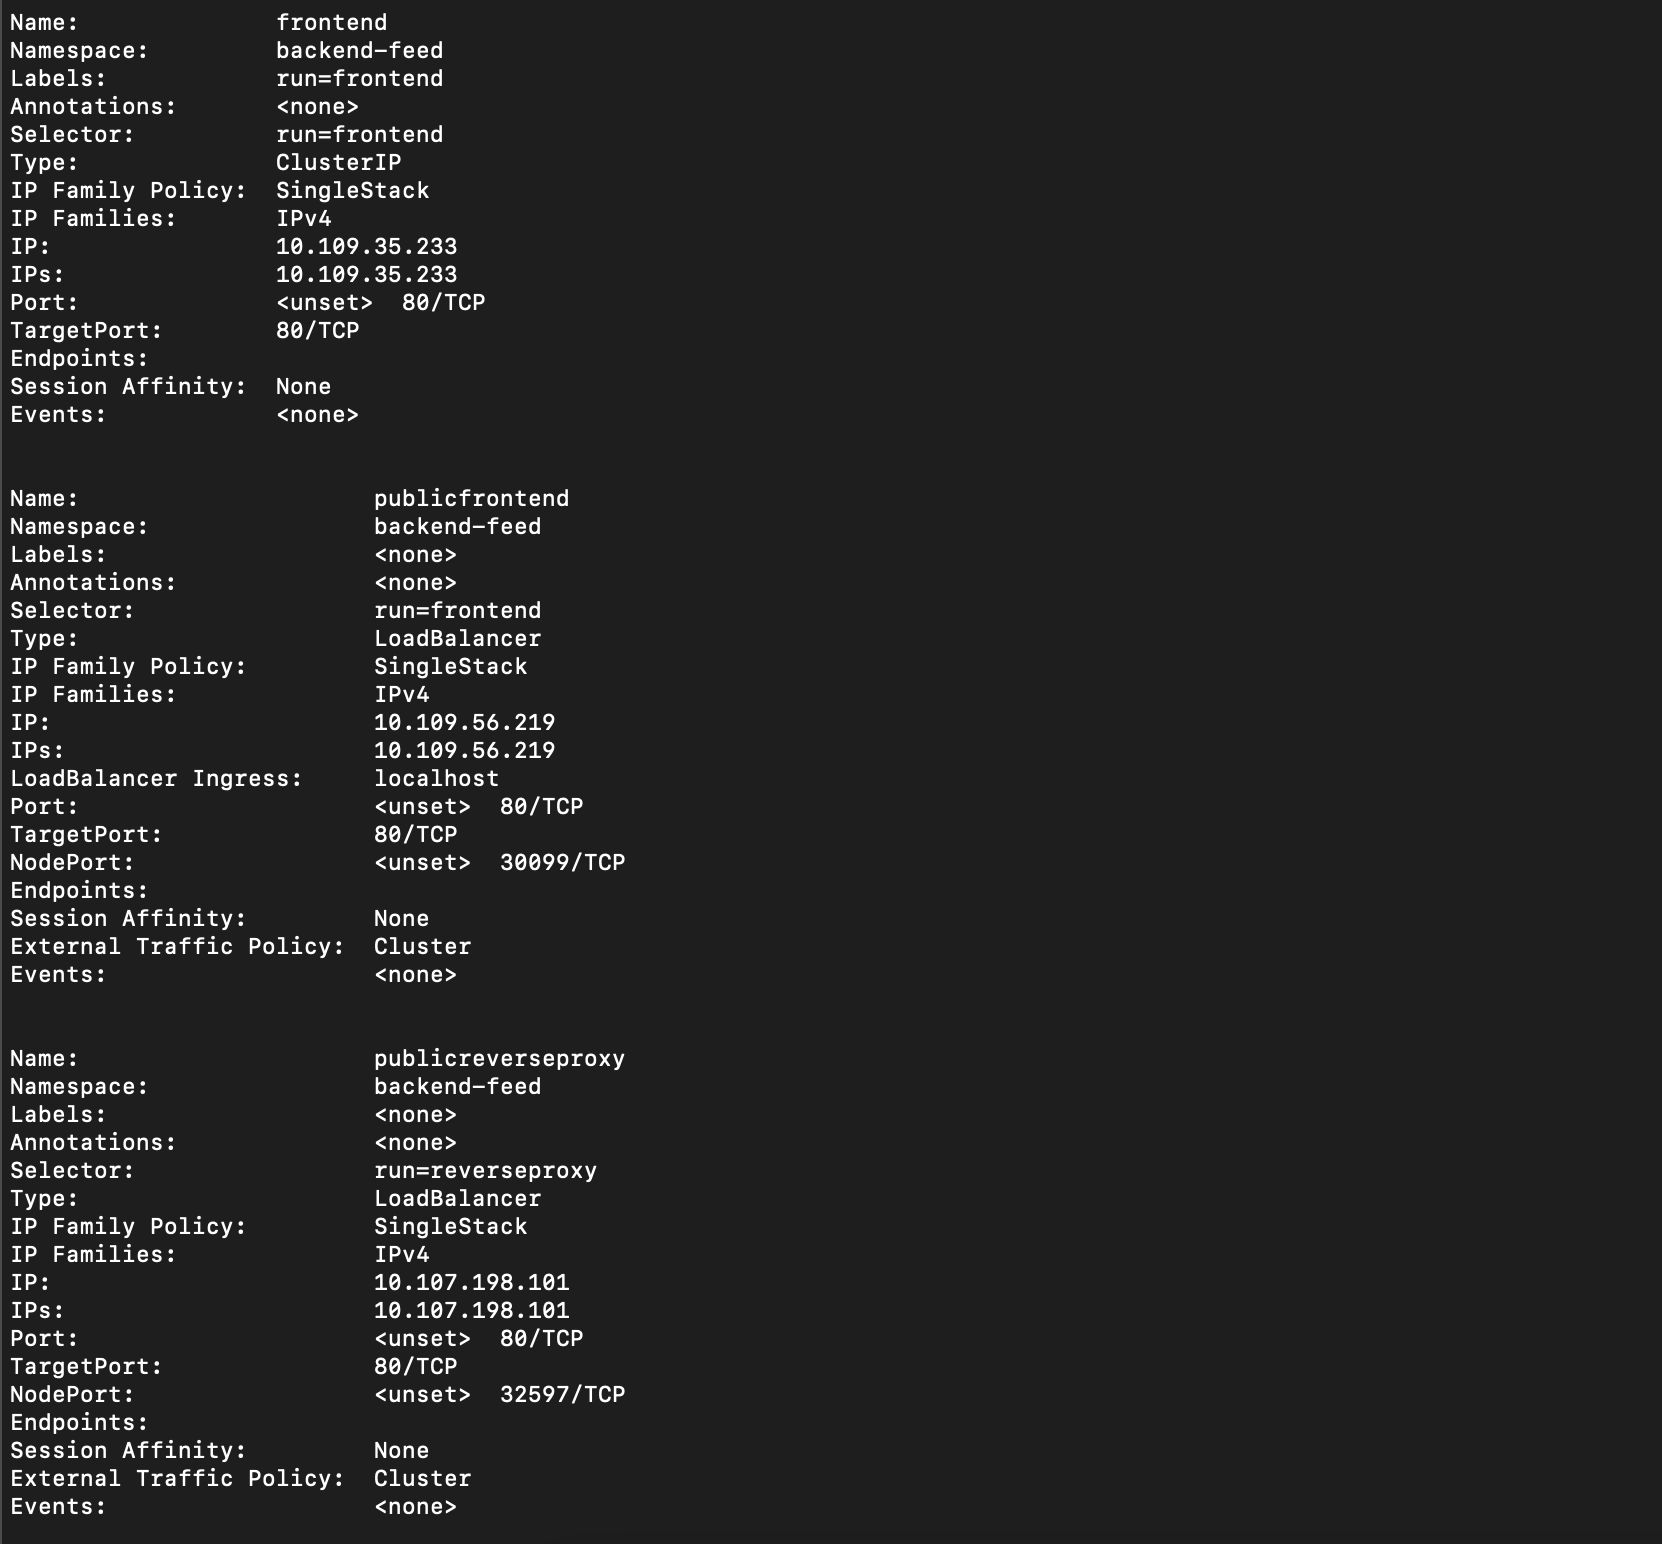 Name:              frontend
Namespace:         backend-feed
Labels:            run=frontend
Annotations:       <none>
Selector:          run=frontend
Type:              ClusterIP
IP Family Policy:  SingleStack
IP Families:       IPv4
IP:                10.109.35.233
IPs:               10.109.35.233
Port:              <unset>  80/TCP
TargetPort:        80/TCP
Endpoints:
Session Affinity:  None
Events:            <none>
Name:                     publicfrontend
Namespace:                backend-feed
Labels:                   <none>
Annotations:              <none>
Selector:                 run=frontend
Type:                     LoadBalancer
IP Family Policy:         SingleStack
IP Families:              IPv4
IP:                       10.109.56.219
IPs:                      10.109.56.219
LoadBalancer Ingress:     localhost
Port:                     <unset>  80/TCP
TargetPort:               80/TCP
NodePort:                 <unset>  30099/TCP
Endpoints:
Session Affinity:         None
External Traffic Policy:  Cluster
Events:                   <none>
Name:                     publicreverseproxy
Namespace:                backend-feed
Labels:                   <none>
Annotations:              <none>
Selector:                 run=reverseproxy
Type:                     LoadBalancer
IP Family Policy:         SingleStack
IP Families:              IPv4
IP:                       10.107.198.101
IPs:                      10.107.198.101
Port:                     <unset>  80/TCP
TargetPort:               80/TCP
NodePort:                 <unset>  32597/TCP
Endpoints:
Session Affinity:         None
External Traffic Policy:  Cluster
Events:                   <none>